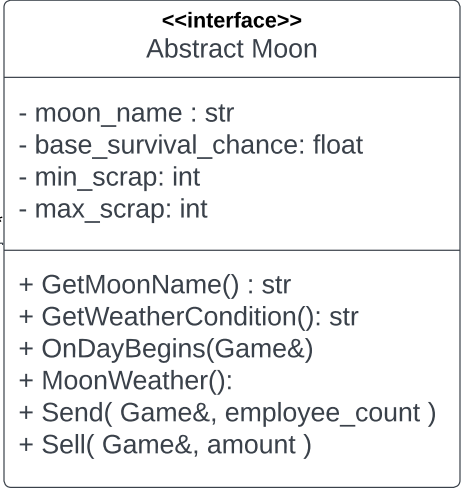 <<interface>>
Abstract Moon
- moon_name : str
- base_survival_chance: float
- min_scrap: int
- max_scrap: int
+ GetMoonName() : str
+ GetWeatherCondition(): str
+ OnDayBegins(Game&)
+ MoonWeather():
+ Send( Game&, employee_count )
+ Sell( Game&, amount )